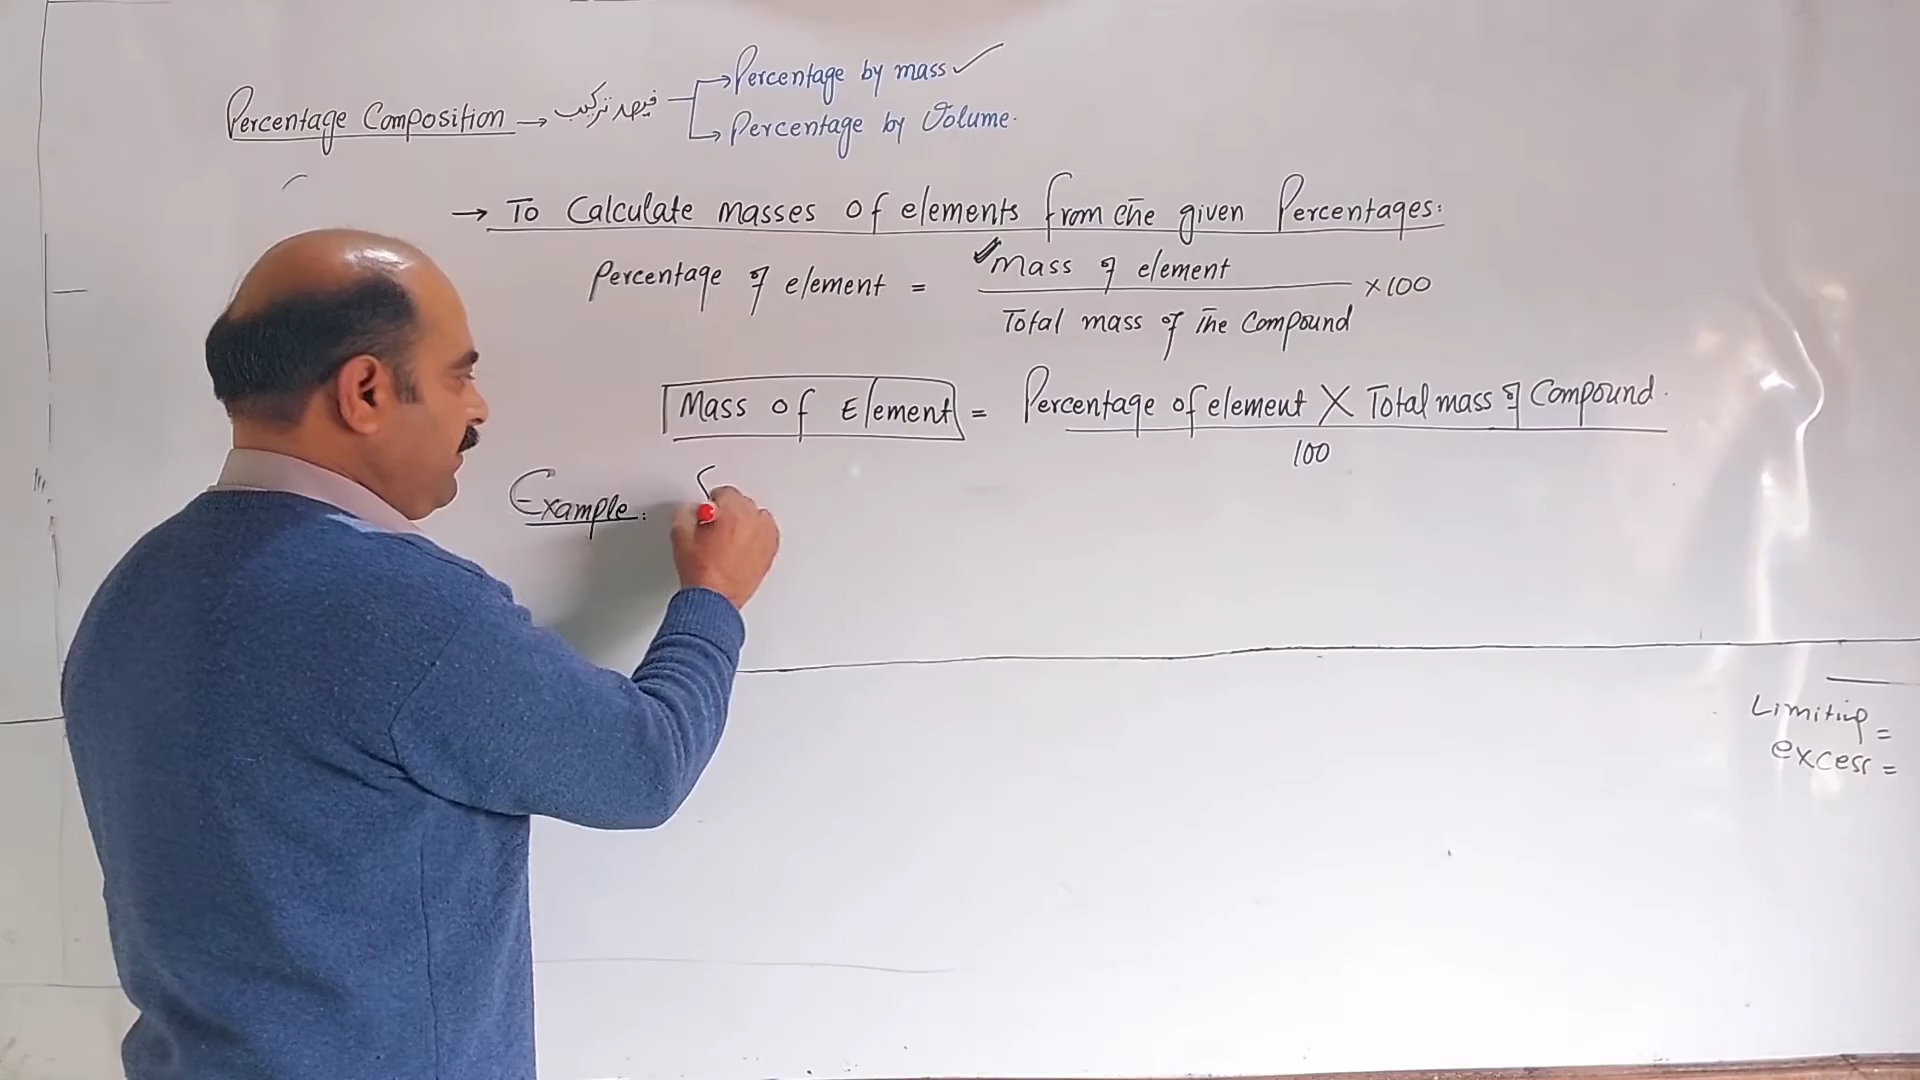 Percentage Composition → فیصد ترکیب
→ Percentage by mass ✓
→ Percentage by Volume.
→ To Calculate masses of elements from the given Percentages:
Percentage of element = Mass of element / Total mass of the Compound × 100
Mass of Element = Percentage of element X Total mass of Compound. / 100
Example:
Limiting =
excess =